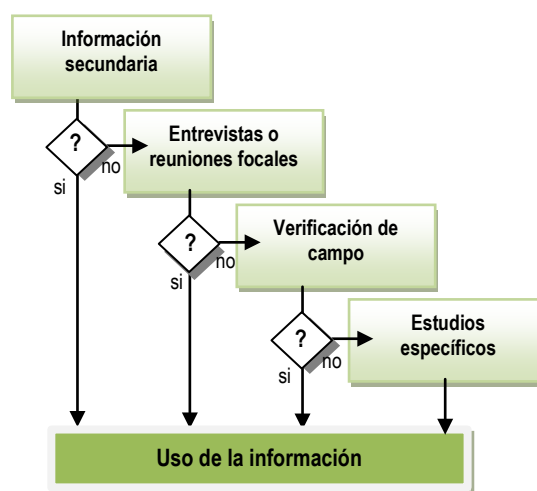 Información
secundaria
?
no
si
Entrevistas o
reuniones focales
?
no
si
Verificación de
campo
?
no
si
Estudios
específicos
Uso de la información